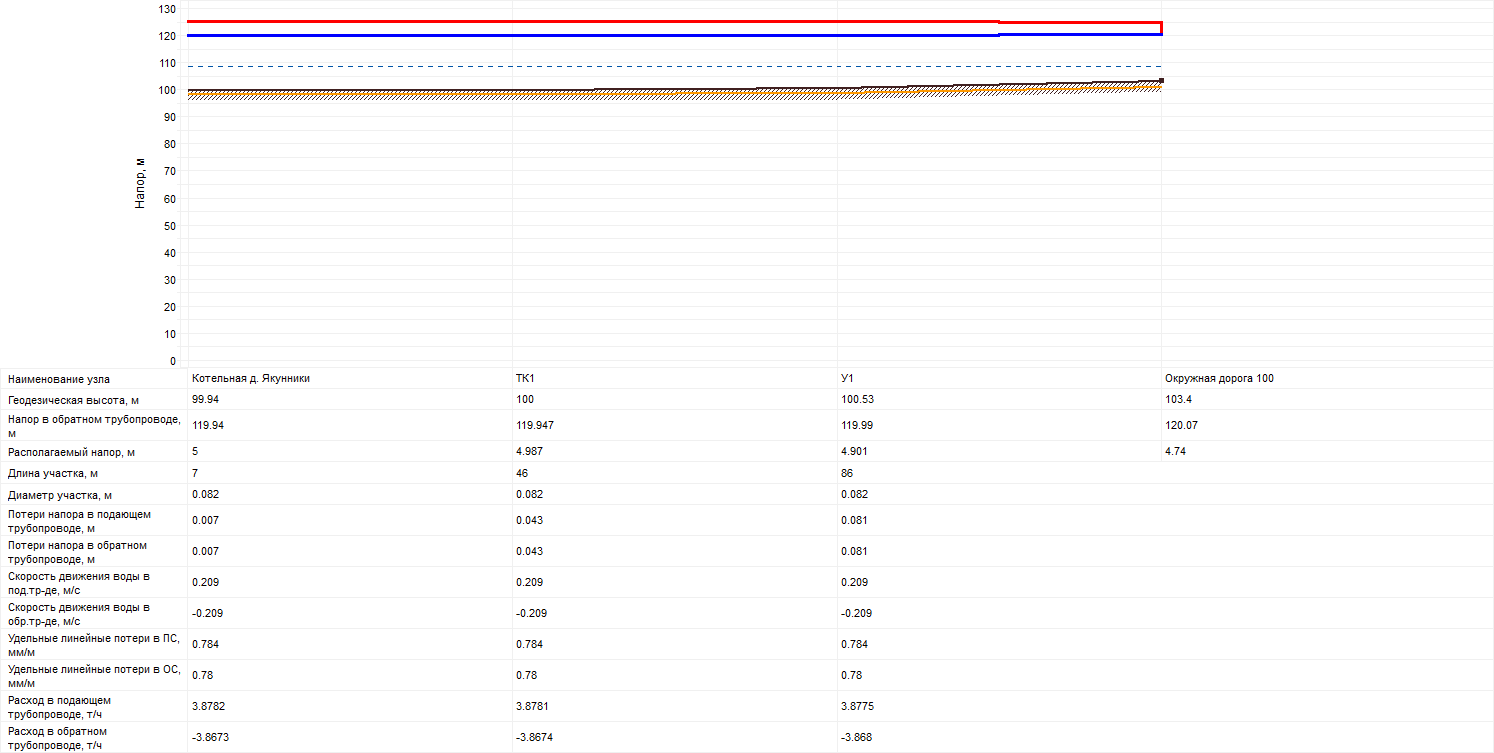 130
120
110
100
90
80
70
60
50
40
30
20
10
0
Напор, м
Наименование узла Котельная д. Якунники ТК1 У1 Окружная дорога 100
Геодезическая высота, м 99.94 100 100.53 103.4
Напор в обратном трубопроводе,
м 119.94 119.947 119.99 120.07
Располагаемый напор, м 5 4.987 4.901 4.74
Длина участка, м 7 46 86
Диаметр участка, м 0.082 0.082 0.082
Потери напора в подающем
трубопроводе, м 0.007 0.043 0.081
Потери напора в обратном
трубопроводе, м 0.007 0.043 0.081
Скорость движения воды в
под.тр-де, м/с 0.209 0.209 0.209
Скорость движения воды в
обр.тр-де, м/с -0.209 -0.209 -0.209
Удельные линейные потери в ПС,
мм/м 0.784 0.784 0.784
Удельные линейные потери в ОС,
мм/м 0.78 0.78 0.78
Расход в подающем
трубопроводе, т/ч 3.8782 3.8781 3.8775
Расход в обратном
трубопроводе, т/ч -3.8673 -3.8674 -3.868